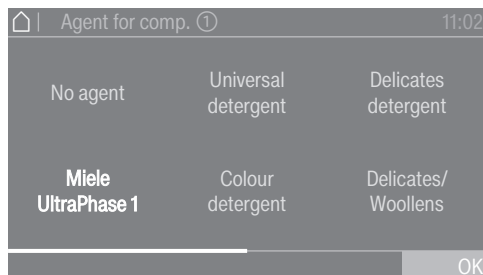 Agent for comp. ① 11:02
No agent
Universal
detergent
Delicates
detergent
Miele
UltraPhase 1
Colour
detergent
Delicates/
Woollens
OK